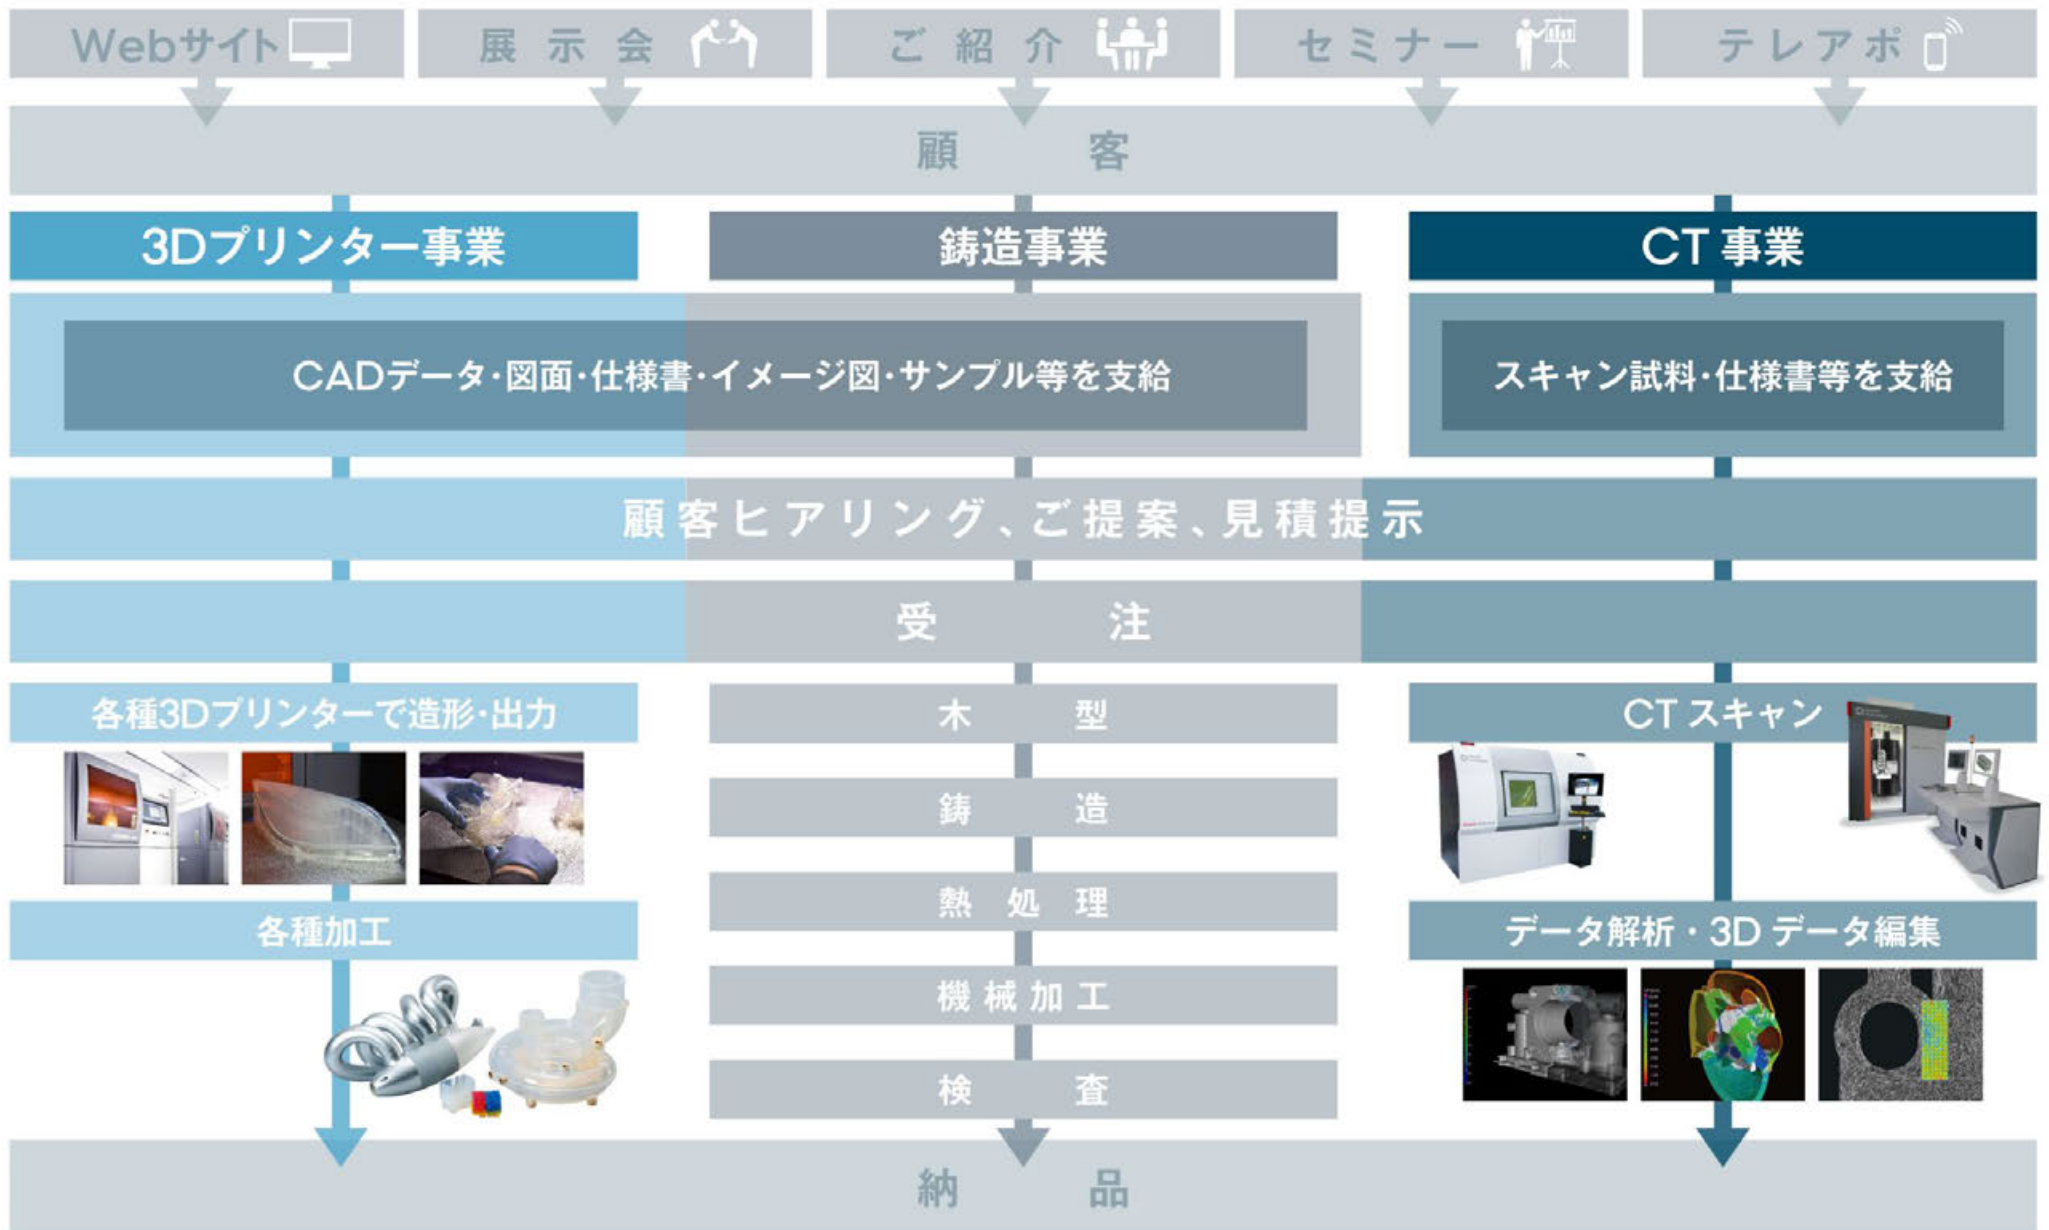 Webサイト
展示会
ご紹介
セミナー
テレアポ
顧客
3Dプリンター事業
鋳造事業
CT 事業
CADデータ・図面・仕様書・イメージ図・サンプル等を支給
スキャン試料・仕様書等を支給
顧客ヒアリング、ご提案、見積提示
受注
各種3Dプリンターで造形・出力
木型
CT スキャン
鋳造
熱処理
各種加工
データ解析・3D データ編集
機械加工
検査
納品